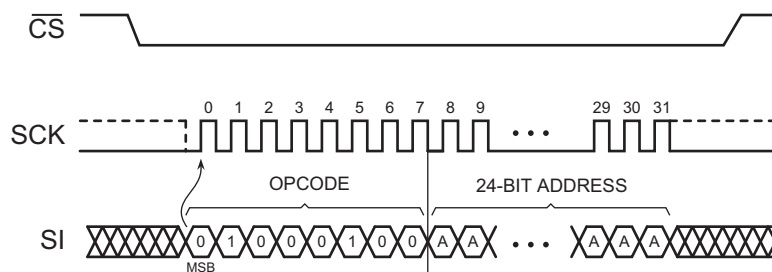 CS
0 1 2 3 4 5 6 7 8 9 29 30 31
SCK
OPCODE 24-BIT ADDRESS
SI 0 1 0 0 0 1 0 0 A A A A A
MSB